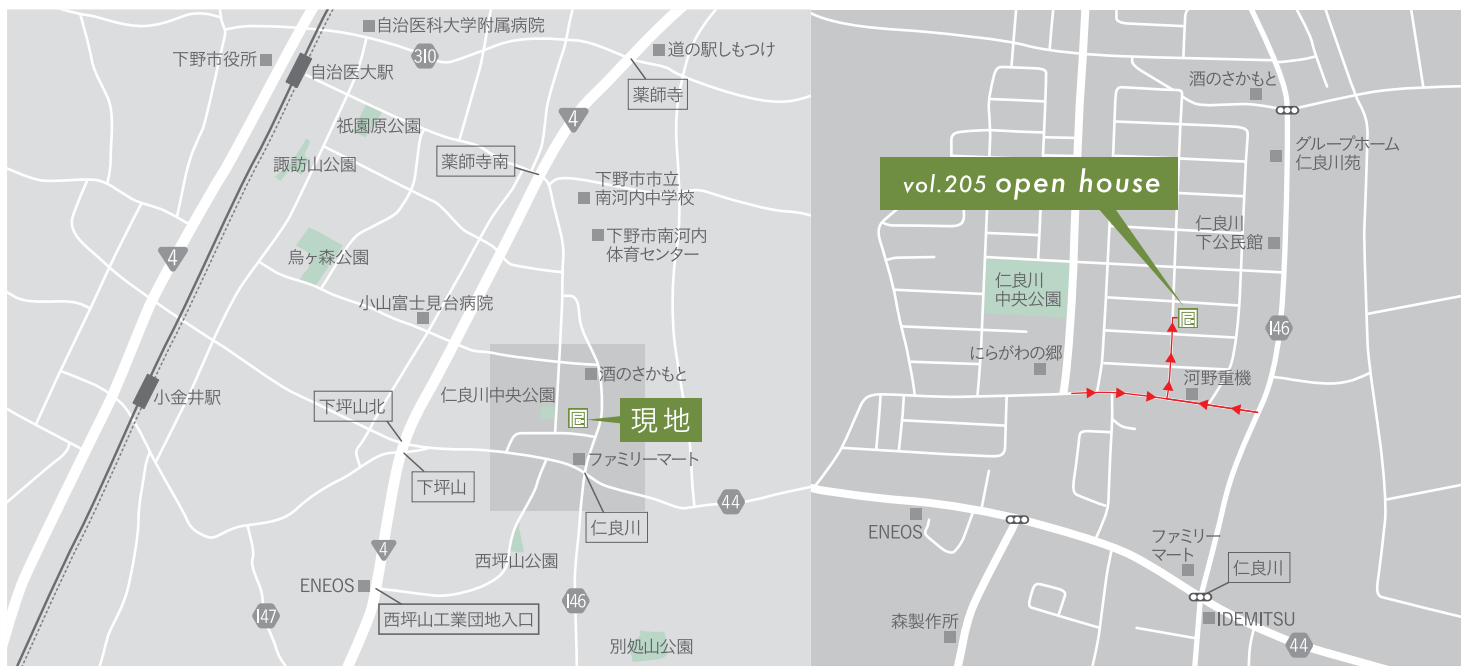 自治医科大学附属病院
310
下野市役所
自治医大駅
道の駅しもつけ
薬師寺
4
祇園原公園
諏訪山公園
薬師寺南
下野市市立
南河内中学校
下野市南河内
体育センター
4
烏ヶ森公園
小山富士見台病院
小金井駅
酒のさかもと
仁良川中央公園
現地
下坪山北
下坪山
ファミリーマート
44
仁良川
4
西坪山公園
ENEOS
146
147
西坪山工業団地入口
別処山公園
酒のさかもと
グループホーム
仁良川苑
vol.205 open house
仁良川
下公民館
仁良川
中央公園
146
にらがわの郷
河野重機
ENEOS
ファミリー
マート
仁良川
森製作所
IDEMITSU
44